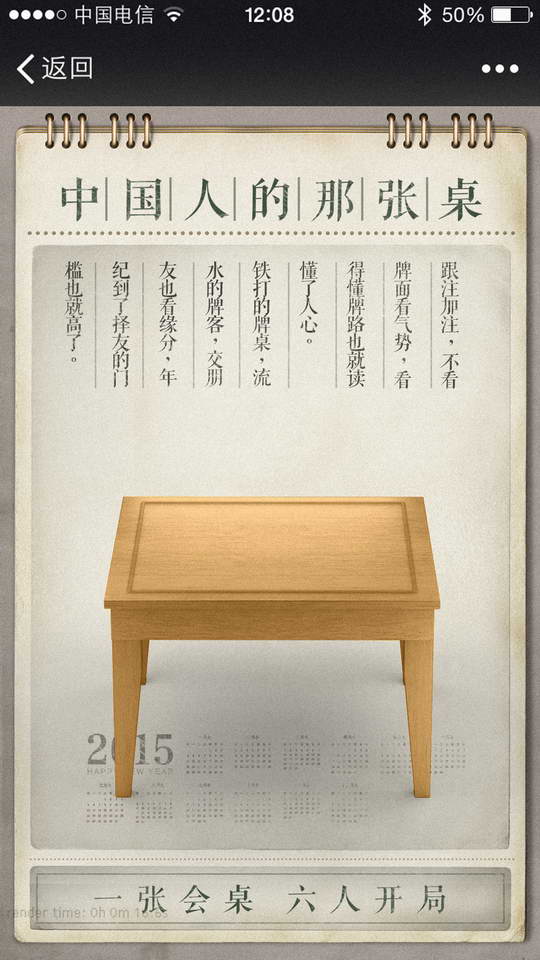 中国电信
12:08
50%
返回
中国人的那张桌
跟注加注，不看
牌面看气势，看
得懂牌路也就读
懂了人心。
铁打的牌桌，流
水的牌客，交朋
友也看缘分，年
纪到了择友的门
槛也就高了。
2015
HAPPY NEW YEAR
一张会桌 六人开局
render time: 0h 0m